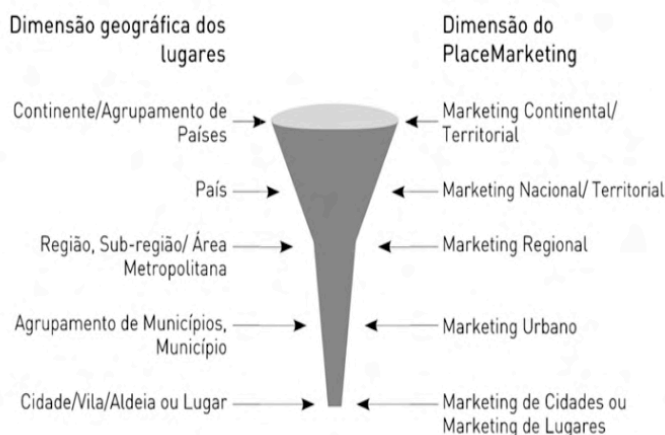 Dimensão geográfica dos
lugares
Dimensão do
PlaceMarketing
Continente/Agrupamento de
Países
Marketing Continental/
Territorial
País
Marketing Nacional/ Territorial
Região, Sub-região/ Área
Metropolitana
Marketing Regional
Agrupamento de Municípios,
Município
Marketing Urbano
Cidade/Vila/Aldeia ou Lugar
Marketing de Cidades ou
Marketing de Lugares